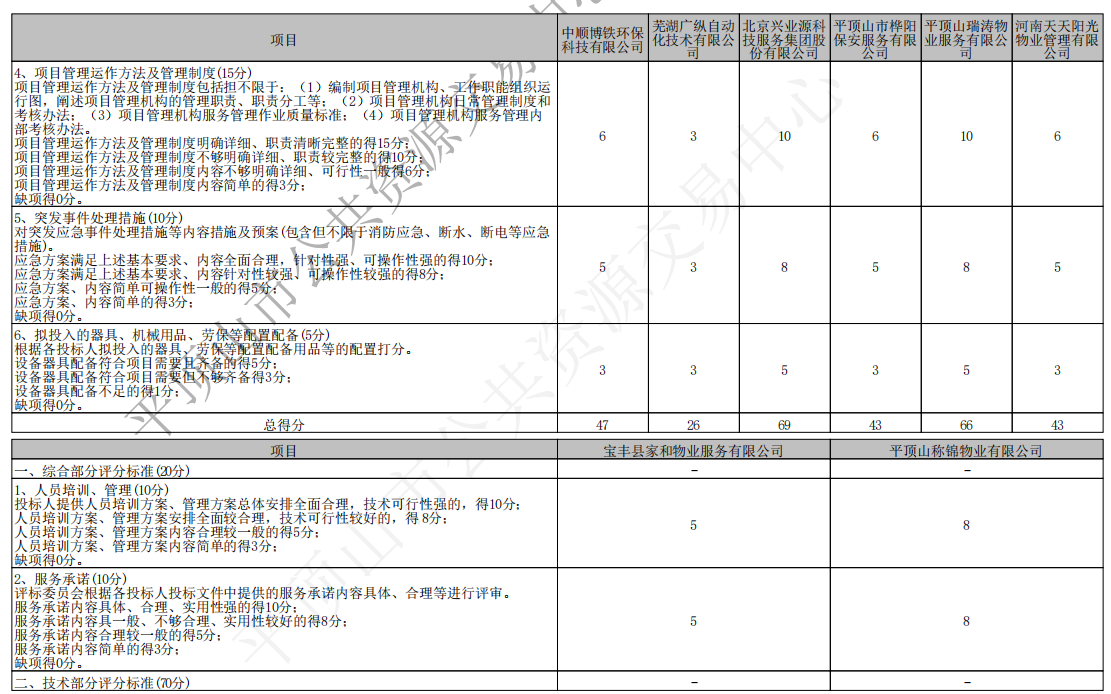 项目
中顺博铁环保
科技有限公司
芜湖广纵自动
化技术有限公
司
北京兴业源科
技服务集团股
份有限公司
平顶山市桦阳
保安服务有限
公司
平顶山瑞涛物
业服务有限公
司
河南天天阳光
物业管理有限
公司
4、项目管理运作方法及管理制度(15分)
项目管理运作方法及管理制度包括担不限于：（1）编制项目管理机构、工作职能组织运
行图，阐述项目管理机构的管理职责、职责分工等；（2）项目管理机构日常管理制度和
考核办法；（3）项目管理机构服务管理作业质量标准；（4）项目管理机构服务管理内
部考核办法。
项目管理运作方法及管理制度明确详细、职责清晰完整的得15分；
项目管理运作方法及管理制度不够明确详细、职责较完整的得10分；
项目管理运作方法及管理制度内容不够明确详细、可行性一般得6分；
项目管理运作方法及管理制度内容简单的得3分；
缺项得0分。
6 3 10 6 10 6
5、突发事件处理措施(10分)
对突发应急事件处理措施等内容措施及预案(包含但不限于消防应急、断水、断电等应急
措施)。
应急方案满足上述基本要求、内容全面合理，针对性强、可操作性强的得10分；
应急方案满足上述基本要求、内容针对性较强、可操作性较强的得8分；
应急方案、内容简单可操作性一般的得5分；
应急方案、内容简单的得3分；
缺项得0分。
5 3 8 5 8 5
6、拟投入的器具、机械用品、劳保等配置配备(5分)
根据各投标人拟投入的器具、劳保等配置配备用品等的配置打分。
设备器具配备符合项目需要且齐备的得5分；
设备器具配备符合项目需要但不够齐备得3分；
设备器具配备不足的得1分；
缺项得0分。
3 3 5 3 5 3
总得分 47 26 69 43 66 43
项目 宝丰县家和物业服务有限公司 平顶山称锦物业有限公司
一、综合部分评分标准(20分) - -
1、人员培训、管理(10分)
投标人提供人员培训方案、管理方案总体安排全面合理，技术可行性强的，得10分；
人员培训方案、管理方案安排全面较合理，技术可行性较好的，得 8分；
人员培训方案、管理方案内容合理较一般的得5分；
人员培训方案、管理方案内容简单的得3分；
缺项得0分。
5 8
2、服务承诺(10分)
评标委员会根据各投标人投标文件中提供的服务承诺内容具体、合理等进行评审。
服务承诺内容具体、合理、实用性强的得10分；
服务承诺内容具一般、不够合理、实用性较好的得8分；
服务承诺内容合理较一般的得5分；
服务承诺内容简单的得3分；
缺项得0分。
5 8
二、技术部分评分标准(70分) - -
平顶山市公共资源交易中心
平顶山市公共资源交易中心